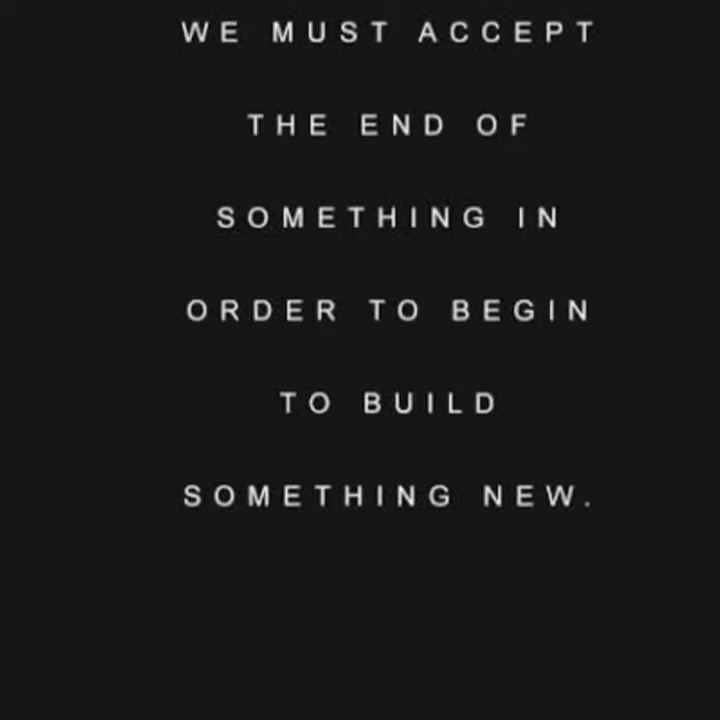 WE MUST ACCEPT
THE END OF
SOMETHING IN
ORDER TO BEGIN
TO BUILD
SOMETHING NEW.